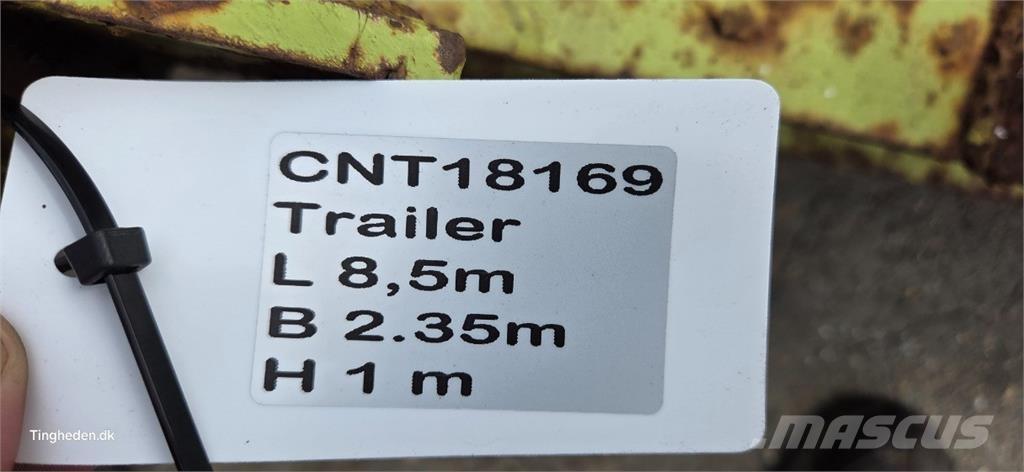 CNT18169
Trailer
L 8,5m
B 2.35m
H 1 m
Tingheden.dk
MASCUS